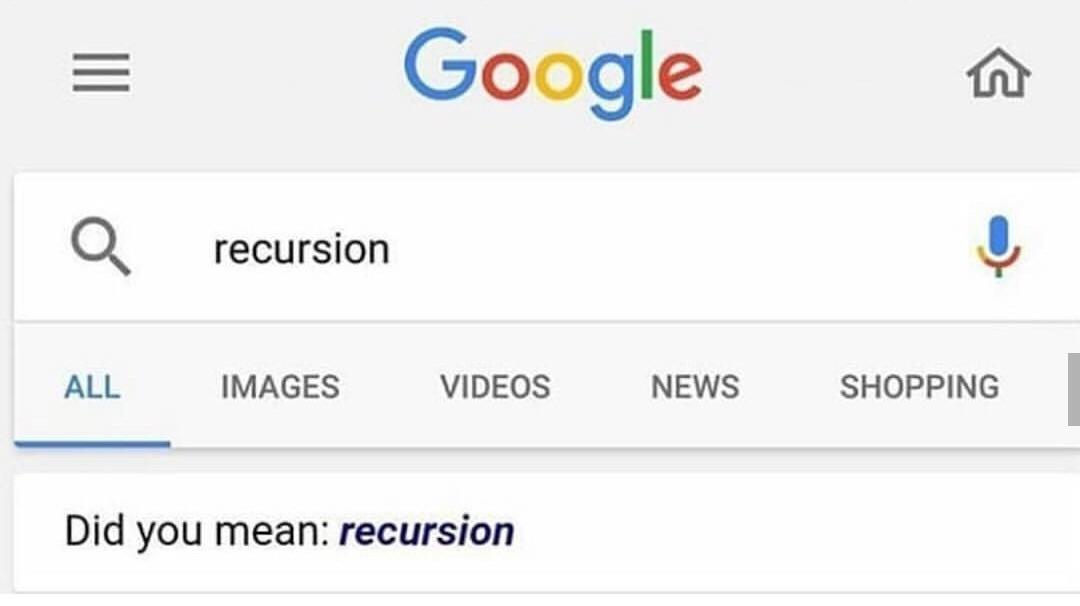 Google
recursion
ALL IMAGES VIDEOS NEWS SHOPPING
Did you mean: recursion